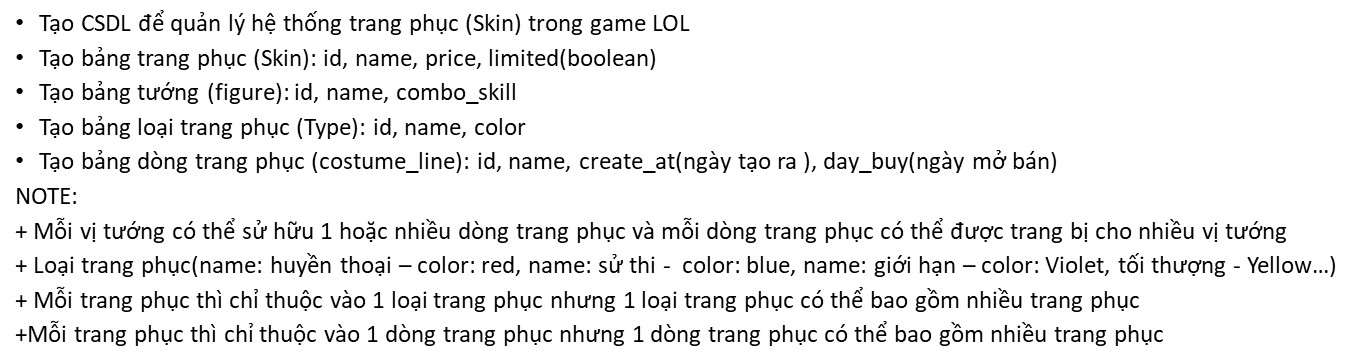 • Tạo CSDL để quản lý hệ thống trang phục (Skin) trong game LOL
• Tạo bảng trang phục (Skin): id, name, price, limited(boolean)
• Tạo bảng tướng (figure): id, name, combo_skill
• Tạo bảng loại trang phục (Type): id, name, color
• Tạo bảng dòng trang phục (costume_line): id, name, create_at(ngày tạo ra ), day_buy(ngày mở bán)
NOTE:
+ Mỗi vị tướng có thể sử hữu 1 hoặc nhiều dòng trang phục và mỗi dòng trang phục có thể được trang bị cho nhiều vị tướng
+ Loại trang phục(name: huyền thoại – color: red, name: sử thi -  color: blue, name: giới hạn – color: Violet, tối thượng - Yellow...)
+ Mỗi trang phục thì chỉ thuộc vào 1 loại trang phục nhưng 1 loại trang phục có thể bao gồm nhiều trang phục
+Mỗi trang phục thì chỉ thuộc vào 1 dòng trang phục nhưng 1 dòng trang phục có thể bao gồm nhiều trang phục